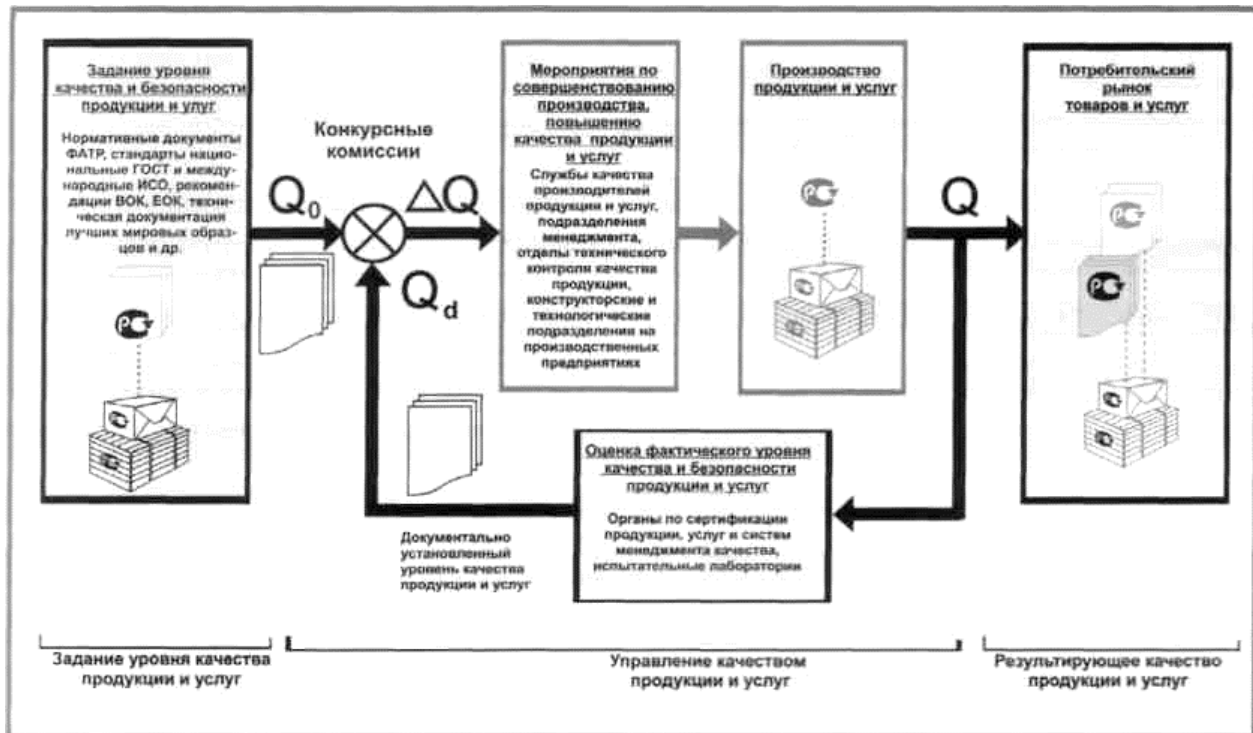 Задание уровня
качества и безопасности
продукции и улуг
Нормативные документы
ФАТР, стандарты нацио-
нальные ГОСТ и между-
народные ИСО, рекомен-
дации ВОК, ЕОК, техни-
ческая документация
лучших мировых образ-
цов и др.
Q0
Конкурсные
комиссии
△Q
Qd
Мероприятия по
совершенствованию
производства,
повышению
качества продукции
и услуг
Службы качества
производителей
продукции и услуг,
подразделения
менеджмента,
отделы технического
контроля качества
продукции,
конструкторские и
технологические
подразделения на
производственных
предприятиях
Производство
продукции и услуг
Q
Потребительский
рынок
товаров и услуг
Оценка фактического уровня
качества и безопасности
продукции и услуг
Органы по сертификации
продукции, услуг и систем
менеджмента качества,
испытательные лаборатории
Документально
установленный
уровень качества
продукции и услуг
Задание уровня качества
продукции и услуг
Управление качеством
продукции и услуг
Результирующее качество
продукции и услуг